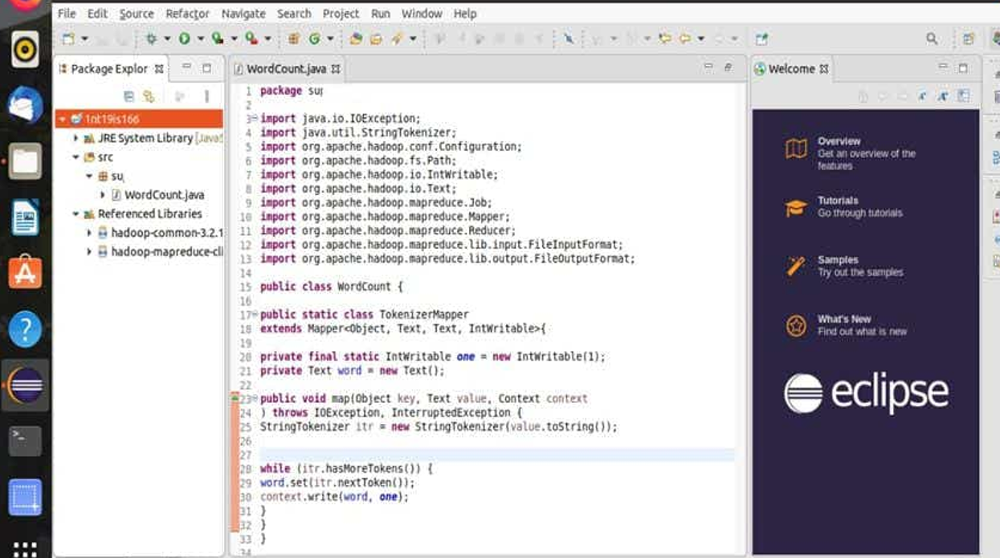 File Edit Source Refactor Navigate Search Project Run Window Help
Package Explor
1nt19is166
JRE System Library [JavaS
src
su
WordCount.java
Referenced Libraries
hadoop-common-3.2.1
hadoop-mapreduce-cli
WordCount.java
1 package su
2
3 import java.io.IOException;
4 import java.util.StringTokenizer;
5 import org.apache.hadoop.conf.Configuration;
6 import org.apache.hadoop.fs.Path;
7 import org.apache.hadoop.io.IntWritable;
8 import org.apache.hadoop.io.Text;
9 import org.apache.hadoop.mapreduce.Job;
10 import org.apache.hadoop.mapreduce.Mapper;
11 import org.apache.hadoop.mapreduce.Reducer;
12 import org.apache.hadoop.mapreduce.lib.input.FileInputFormat;
13 import org.apache.hadoop.mapreduce.lib.output.FileOutputFormat;
14
15 public class WordCount {
16
17 public static class TokenizerMapper
18 extends Mapper<Object, Text, Text, IntWritable>{
19
20 private final static IntWritable one = new IntWritable(1);
21 private Text word = new Text();
22
23 public void map(Object key, Text value, Context context
24 ) throws IOException, InterruptedException {
25 StringTokenizer itr = new StringTokenizer(value.toString());
26
27
28 while (itr.hasMoreTokens()) {
29 word.set(itr.nextToken());
30 context.write(word, one);
31 }
32 }
33 }
34
Welcome
Overview
Get an overview of the
features
Tutorials
Go through tutorials
Samples
Try out the samples
What's New
Find out what is new
eclipse